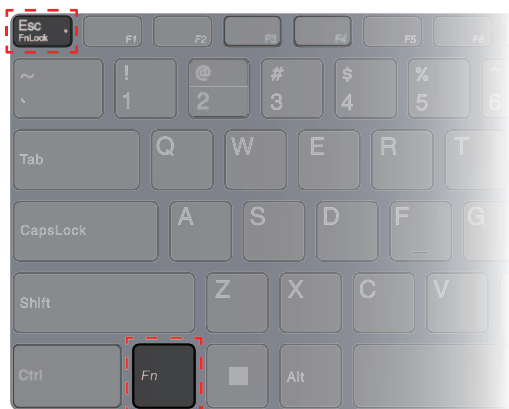 Esc
FnLock
F1
F2
F3
F4
F5
F6
~
`
!
1
@
2
#
3
$
4
%
5
6
Tab
Q
W
E
R
T
CapsLock
A
S
D
F
G
Shift
Z
X
C
V
Ctrl
Fn
Alt